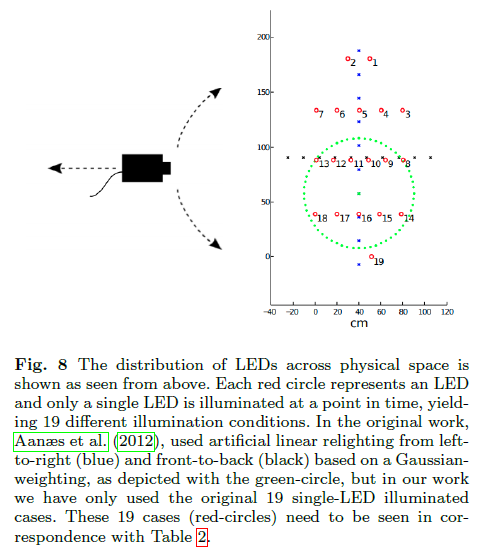 200
2 1
150
7 6 5 4 3
100
13 12 11 10 9 8
50
18 17 16 15 14
0
19
−40 −20 0 20 40 60 80 100 120
cm
Fig. 8 The distribution of LEDs across physical space is
shown as seen from above. Each red circle represents an LED
and only a single LED is illuminated at a point in time, yield-
ing 19 different illumination conditions. In the original work,
Aanæs et al. (2012), used artificial linear relighting from left-
to-right (blue) and front-to-back (black) based on a Gaussian-
weighting, as depicted with the green-circle, but in our work
we have only used the original 19 single-LED illuminated
cases. These 19 cases (red-circles) need to be seen in cor-
respondence with Table 2.